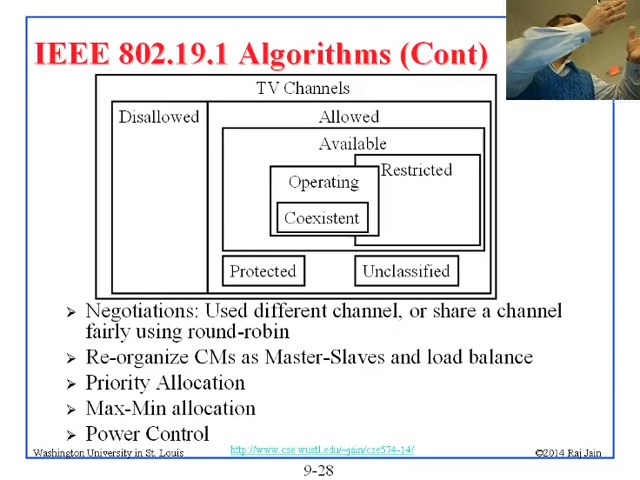 IEEE 802.19.1 Algorithms (Cont)
TV Channels
Disallowed
Allowed
Available
Restricted
Operating
Coexistent
Protected
Unclassified
Negotiations: Used different channel, or share a channel
fairly using round-robin
Re-organize CMs as Master-Slaves and load balance
Priority Allocation
Max-Min allocation
Power Control
Washington University in St. Louis
http://www.cse.wustl.edu/~jain/cse574-14/
©2014 Raj Jain
9-28